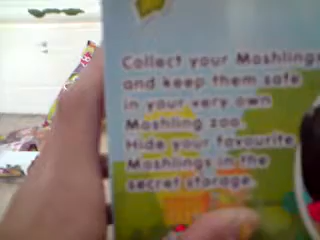 Collect your Moshlings
and keep them safe
in your very own
Moshling zoo.
Hide your favourite
Moshlings in the
secret storage.